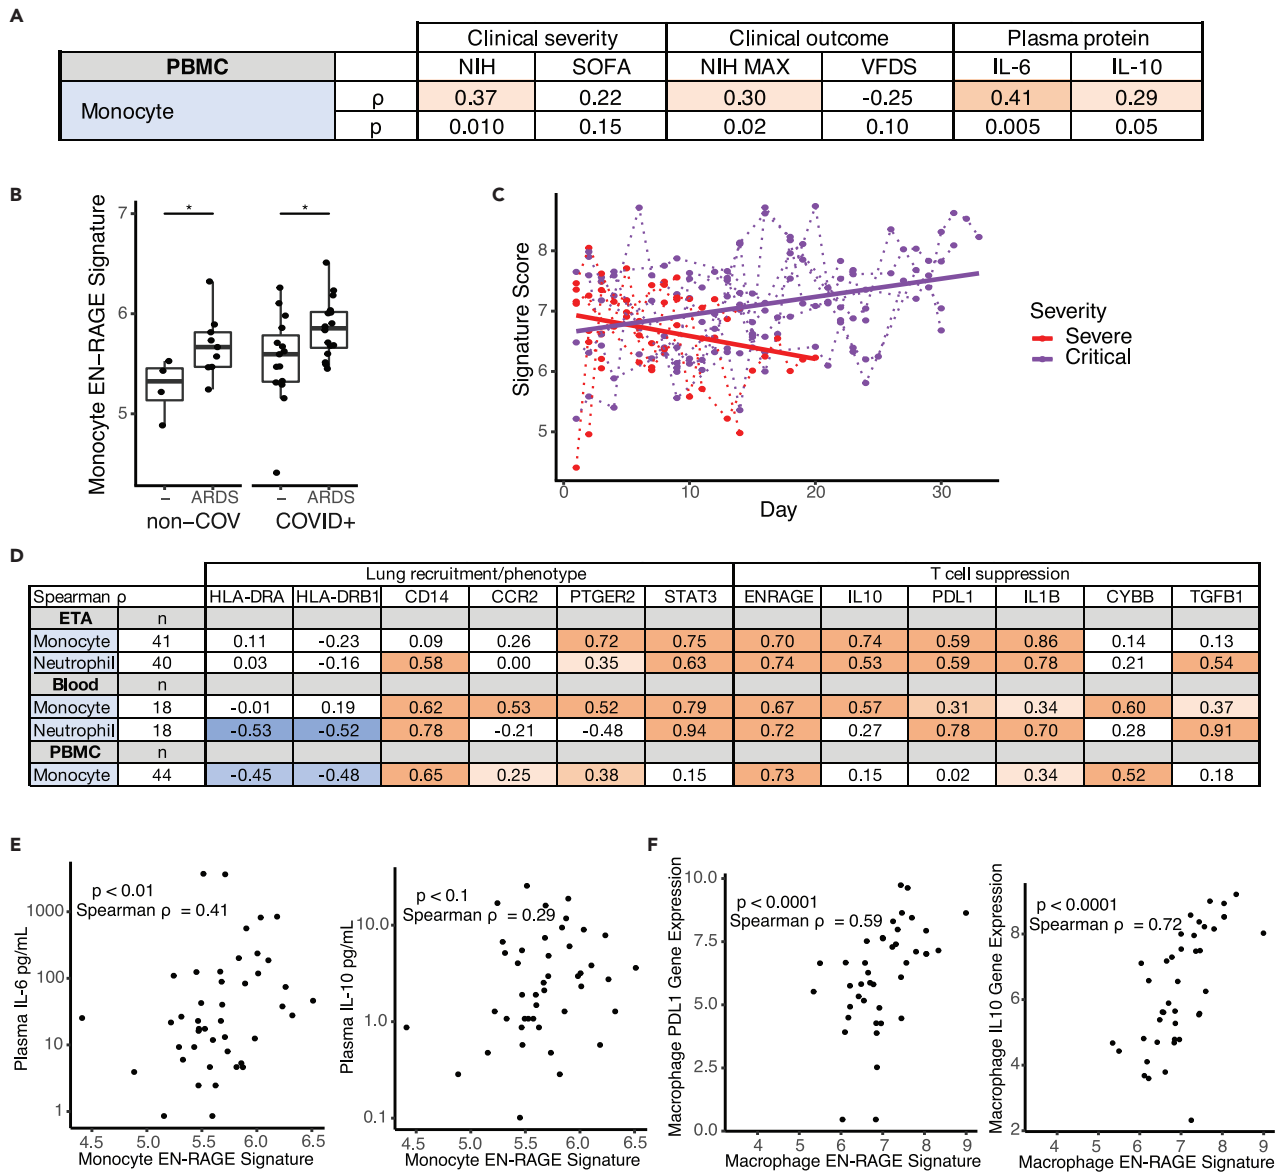 A
Clinical severity Clinical outcome Plasma protein
PBMC NIH SOFA NIH MAX VFDS IL-6 IL-10
Monocyte ρ 0.37 0.22 0.30 -0.25 0.41 0.29
p 0.010 0.15 0.02 0.10 0.005 0.05
B
Monocyte EN-RAGE Signature
7
6
5
* *
– ARDS – ARDS
non-COV COVID+
C
Signature Score
8
7
6
5
0 10 20 30
Day
Severity
Severe
Critical
D
Lung recruitment/phenotype T cell suppression
Spearman ρ HLA-DRA HLA-DRB1 CD14 CCR2 PTGER2 STAT3 ENRAGE IL10 PDL1 IL1B CYBB TGFB1
ETA n
Monocyte 41 0.11 -0.23 0.09 0.26 0.72 0.75 0.70 0.74 0.59 0.86 0.14 0.13
Neutrophil 40 0.03 -0.16 0.58 0.00 0.35 0.63 0.74 0.53 0.59 0.78 0.21 0.54
Blood n
Monocyte 18 -0.01 0.19 0.62 0.53 0.52 0.79 0.67 0.57 0.31 0.34 0.60 0.37
Neutrophil 18 -0.53 -0.52 0.78 -0.21 -0.48 0.94 0.72 0.27 0.78 0.70 0.28 0.91
PBMC n
Monocyte 44 -0.45 -0.48 0.65 0.25 0.38 0.15 0.73 0.15 0.02 0.34 0.52 0.18
E
Plasma IL-6 pg/mL
1000
100
10
1
p < 0.01
Spearman ρ = 0.41
4.5 5.0 5.5 6.0 6.5
Monocyte EN-RAGE Signature
Plasma IL-10 pg/mL
10.0
1.0
0.1
p < 0.1
Spearman ρ = 0.29
4.5 5.0 5.5 6.0 6.5
Monocyte EN-RAGE Signature
F
Macrophage PDL1 Gene Expression
10.0
7.5
5.0
2.5
0.0
p < 0.0001
Spearman ρ = 0.59
4 5 6 7 8 9
Macrophage EN-RAGE Signature
Macrophage IL10 Gene Expression
8
6
4
2
p < 0.0001
Spearman ρ = 0.72
4 5 6 7 8 9
Macrophage EN-RAGE Signature